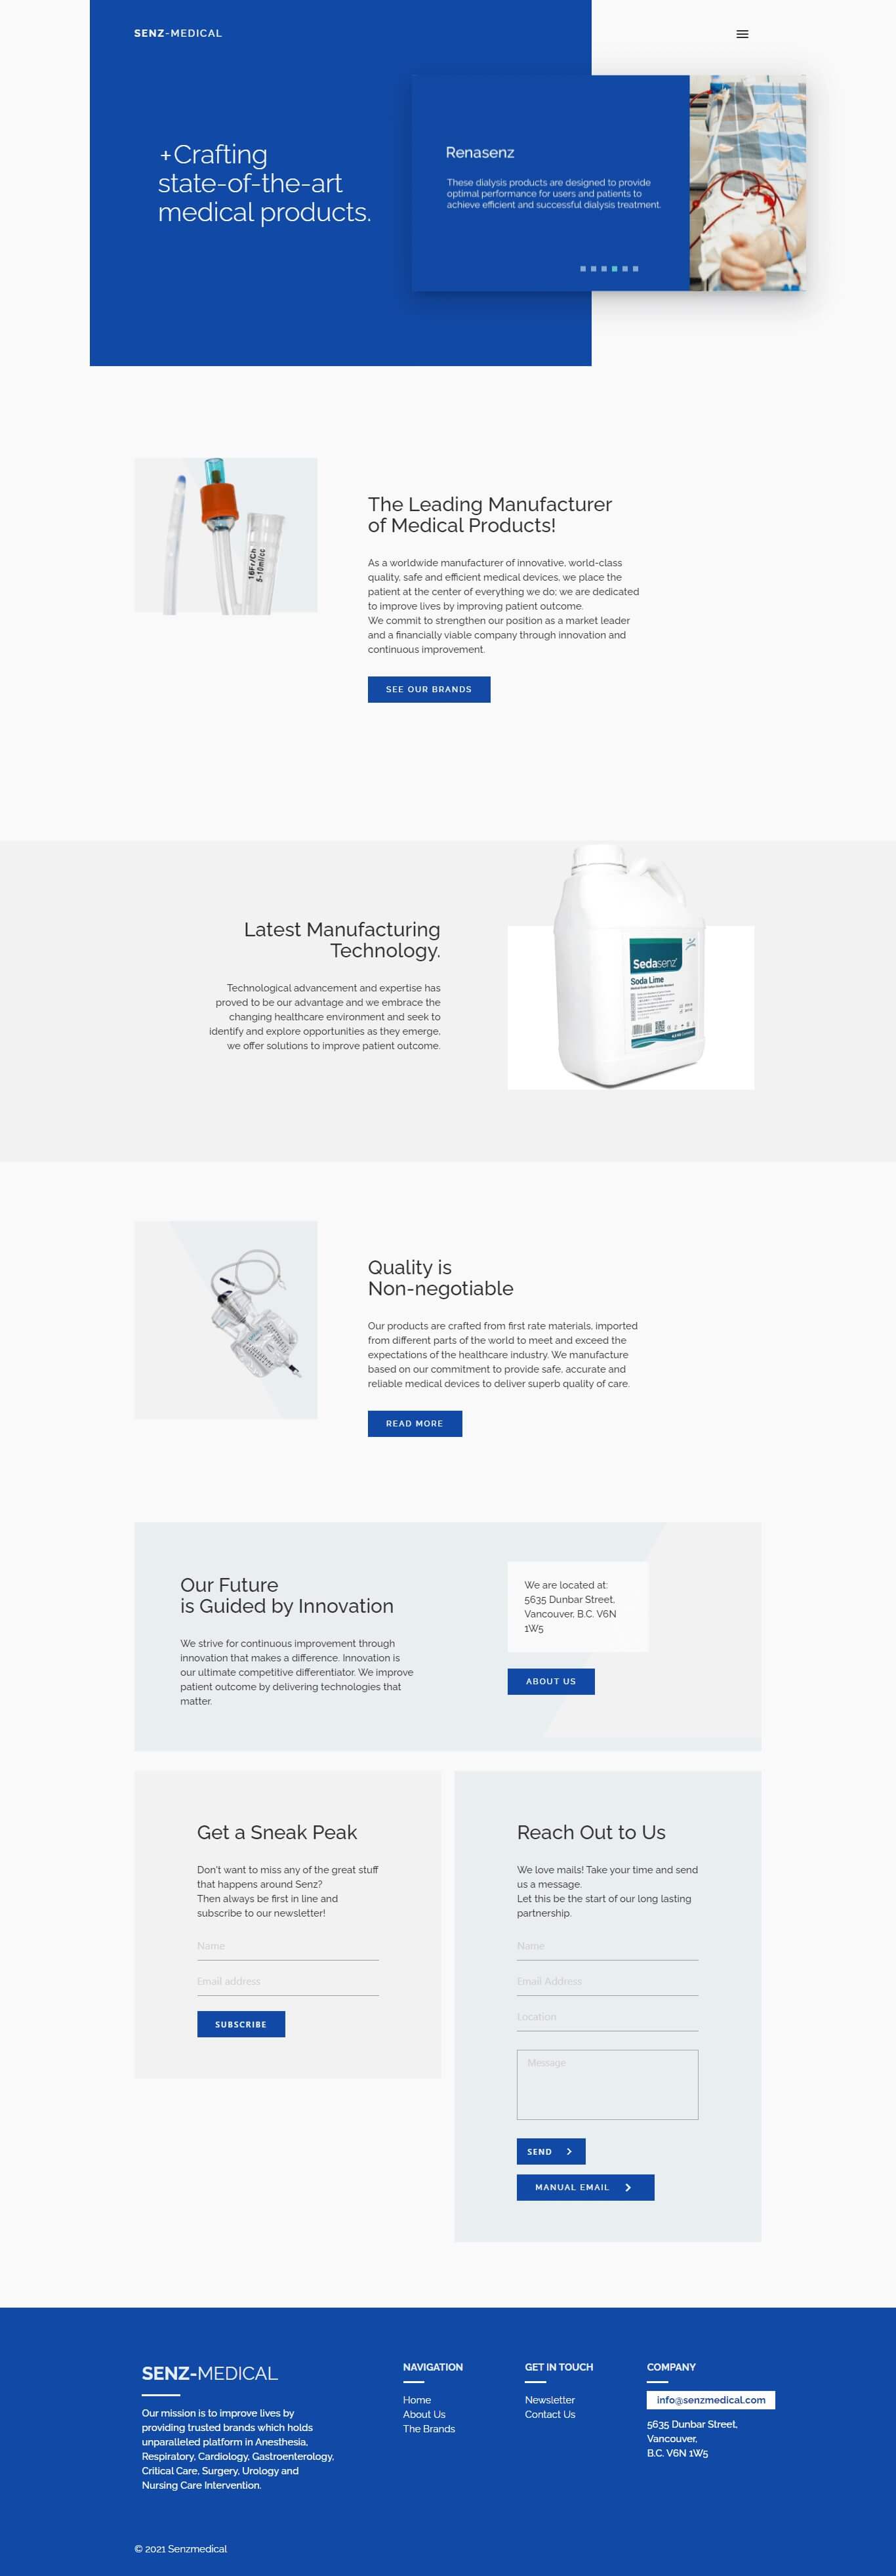 SENZ-MEDICAL
+Crafting
state-of-the-art
medical products.
Renasenz
These dialysis products are designed to provide
optimal performance for users and patients to
achieve efficient and successful dialysis treatment.
16Fr/Ch
5-10ml/cc
The Leading Manufacturer
of Medical Products!
As a worldwide manufacturer of innovative, world-class
quality, safe and efficient medical devices, we place the
patient at the center of everything we do; we are dedicated
to improve lives by improving patient outcome.
We commit to strengthen our position as a market leader
and a financially viable company through innovation and
continuous improvement.
SEE OUR BRANDS
Latest Manufacturing
Technology.
Technological advancement and expertise has
proved to be our advantage and we embrace the
changing healthcare environment and seek to
identify and explore opportunities as they emerge,
we offer solutions to improve patient outcome.
Sedasenz
Soda Lime
Quality is
Non-negotiable
Our products are crafted from first rate materials, imported
from different parts of the world to meet and exceed the
expectations of the healthcare industry. We manufacture
based on our commitment to provide safe, accurate and
reliable medical devices to deliver superb quality of care.
READ MORE
Our Future
is Guided by Innovation
We strive for continuous improvement through
innovation that makes a difference. Innovation is
our ultimate competitive differentiator. We improve
patient outcome by delivering technologies that
matter.
We are located at:
5635 Dunbar Street,
Vancouver, B.C. V6N
1W5
ABOUT US
Get a Sneak Peak
Don't want to miss any of the great stuff
that happens around Senz?
Then always be first in line and
subscribe to our newsletter!
Name
Email address
SUBSCRIBE
Reach Out to Us
We love mails! Take your time and send
us a message.
Let this be the start of our long lasting
partnership.
Name
Email Address
Location
Message
SEND
MANUAL EMAIL
SENZ-MEDICAL
Our mission is to improve lives by
providing trusted brands which holds
unparalleled platform in Anesthesia,
Respiratory, Cardiology, Gastroenterology,
Critical Care, Surgery, Urology and
Nursing Care Intervention.
NAVIGATION
Home
About Us
The Brands
GET IN TOUCH
Newsletter
Contact Us
COMPANY
info@senzmedical.com
5635 Dunbar Street,
Vancouver,
B.C. V6N 1W5
© 2021 Senzmedical